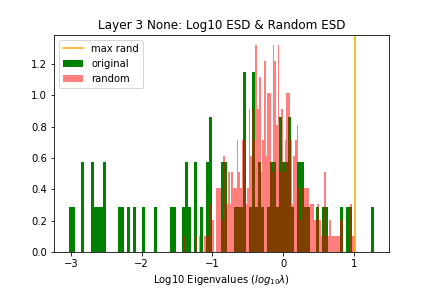 Layer 3 None: Log10 ESD & Random ESD
max rand
original
random
1.2
1.0
0.8
0.6
0.4
0.2
0.0
−3
−2
−1
0
1
Log10 Eigenvalues (log₁₀λ)